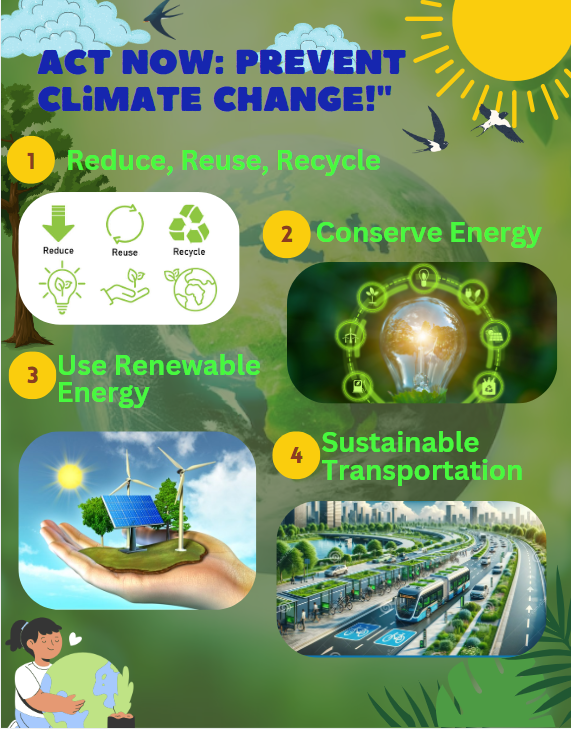 ACT NOW: PREVENT
CLiMATE CHANGE!"
1 Reduce, Reuse, Recycle
Reduce Reuse Recycle
2 Conserve Energy
3 Use Renewable
Energy
4 Sustainable
Transportation